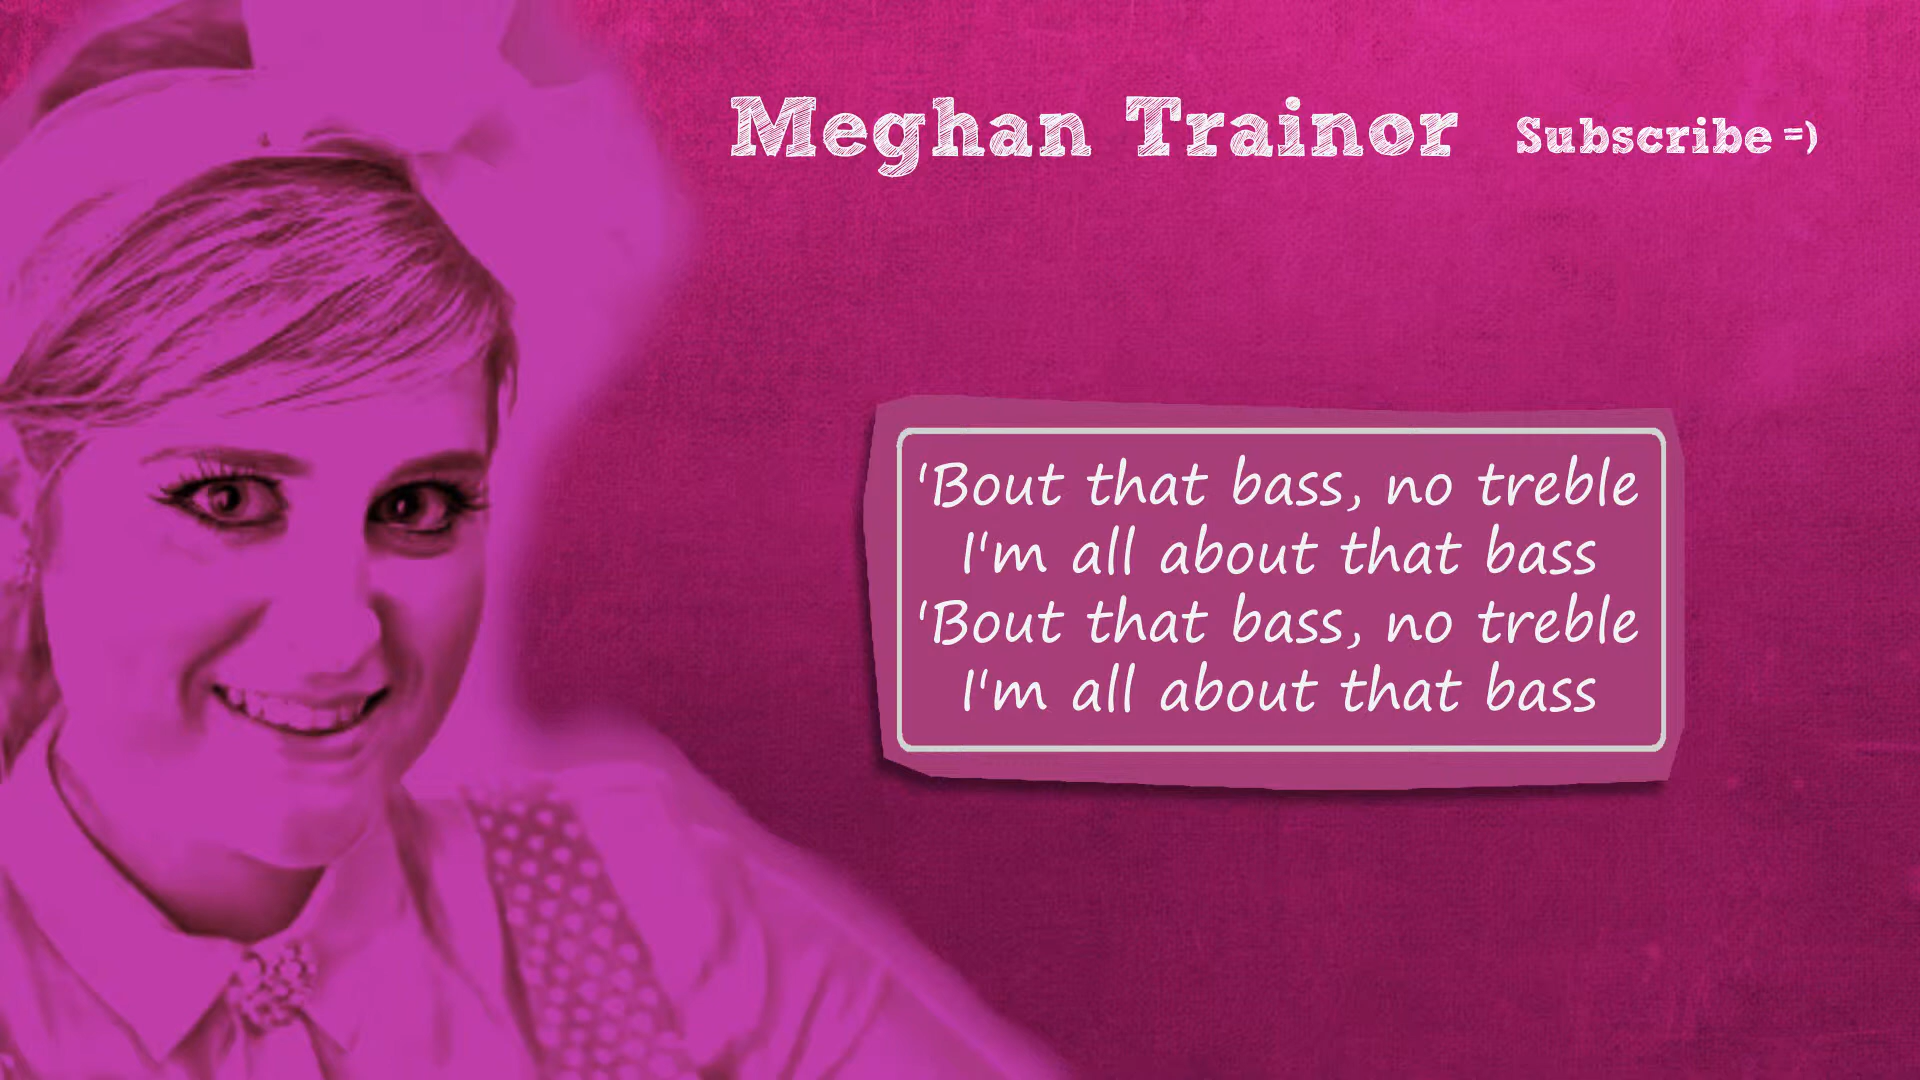 Meghan Trainor Subscribe =)
'Bout that bass, no treble
I'm all about that bass
'Bout that bass, no treble
I'm all about that bass